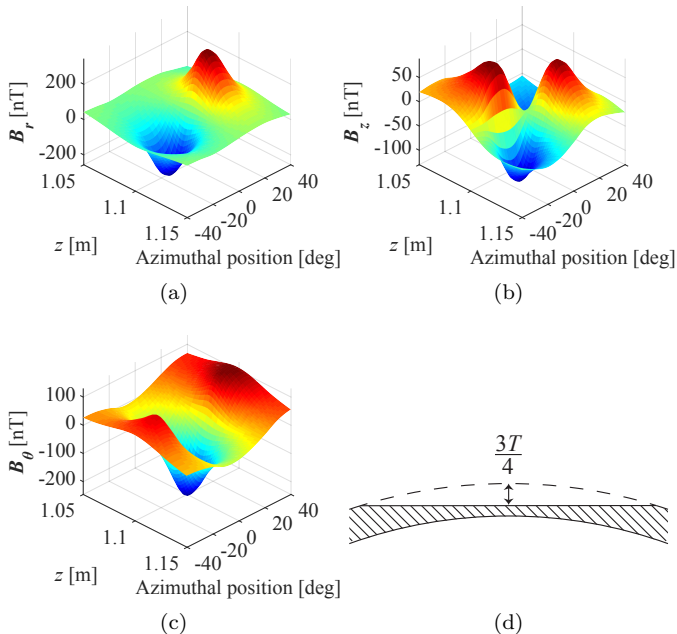 200
0
-200
B_r [nT]
1.05
1.1
1.15
z [m]
-40
-20
0
20
40
Azimuthal position [deg]
(a)
50
0
-50
-100
B_z [nT]
1.05
1.1
1.15
z [m]
-40
-20
0
20
40
Azimuthal position [deg]
(b)
100
0
-100
-200
B_θ [nT]
1.05
1.1
1.15
z [m]
-40
-20
0
20
40
Azimuthal position [deg]
(c)
3T
4
(d)